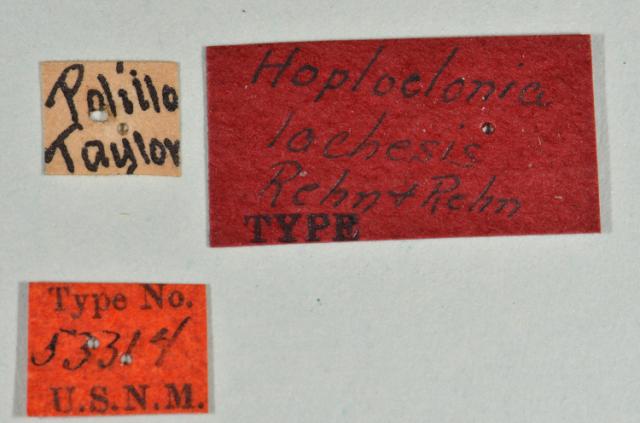 Polillo
Taylor
Hoploclonia
lachesis
Rehn + Rehn
TYPE
Type No.
53314
U.S.N.M.